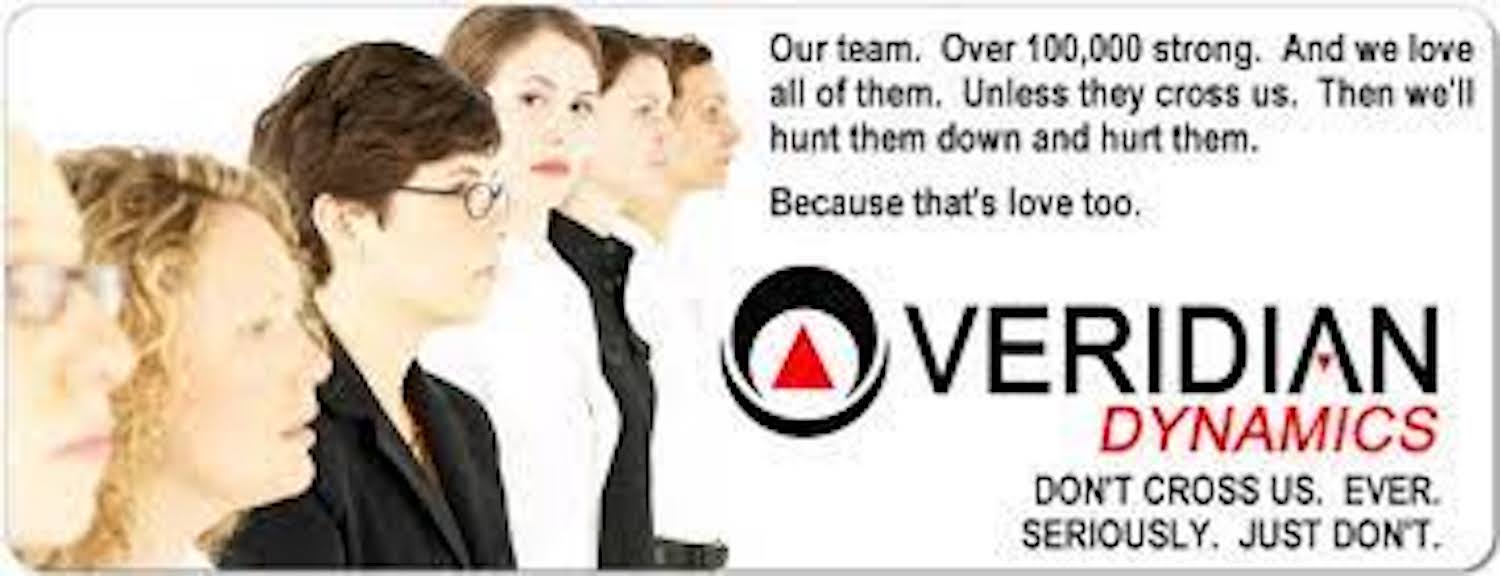 Our team. Over 100,000 strong. And we love
all of them. Unless they cross us. Then we'll
hunt them down and hurt them.
Because that's love too.
VERIDIAN
DYNAMICS
DON'T CROSS US. EVER.
SERIOUSLY. JUST DON'T.